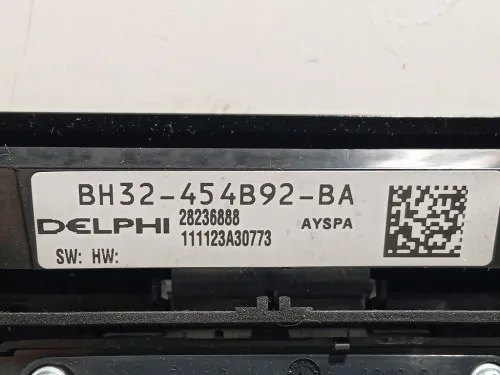 BH32-454B92-BA
DELPHI 28236888 AYSPA
111123A30773
SW: HW: